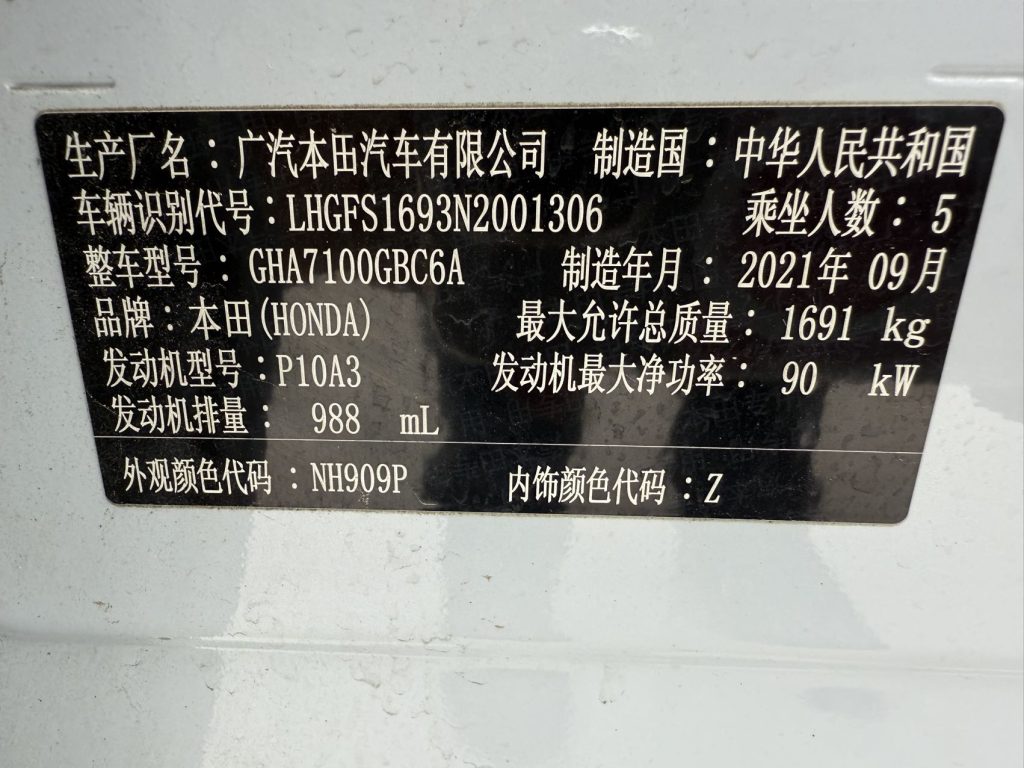 生产厂名：广汽本田汽车有限公司 制造国：中华人民共和国
车辆识别代号：LHGFS1693N2001306 乘坐人数：5
整车型号：GHA7100GBC6A 制造年月：2021年 09月
品牌：本田(HONDA) 最大允许总质量：1691 kg
发动机型号：P10A3 发动机最大净功率：90 kW
发动机排量：988 mL
外观颜色代码：NH909P 内饰颜色代码：Z